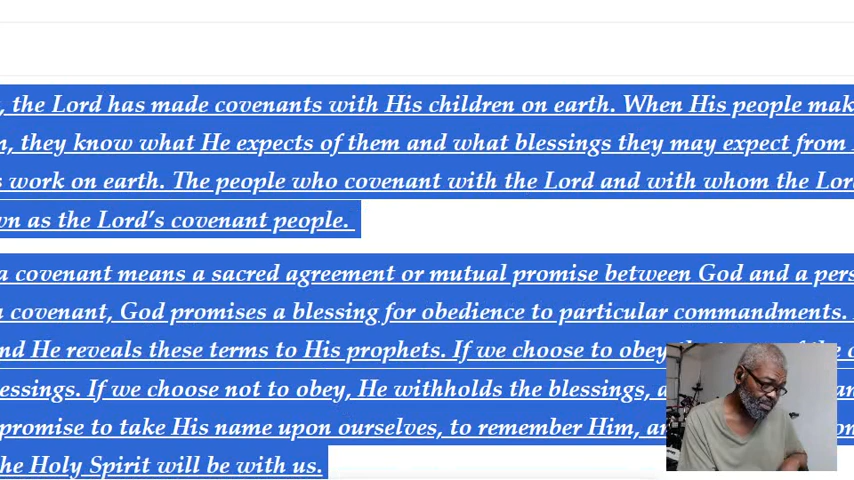 , the Lord has made covenants with His children on earth. When His people mak
, they know what He expects of them and what blessings they may expect from
work on earth. The people who covenant with the Lord and with whom the Lor
as the Lord's covenant people.
a covenant means a sacred agreement or mutual promise between God and a pers
covenant, God promises a blessing for obedience to particular commandments.
He reveals these terms to His prophets. If we choose to obey
If we choose not to obey, He withholds the blessings,
promise to take His name upon ourselves, to remember Him,
Holy Spirit will be with us.